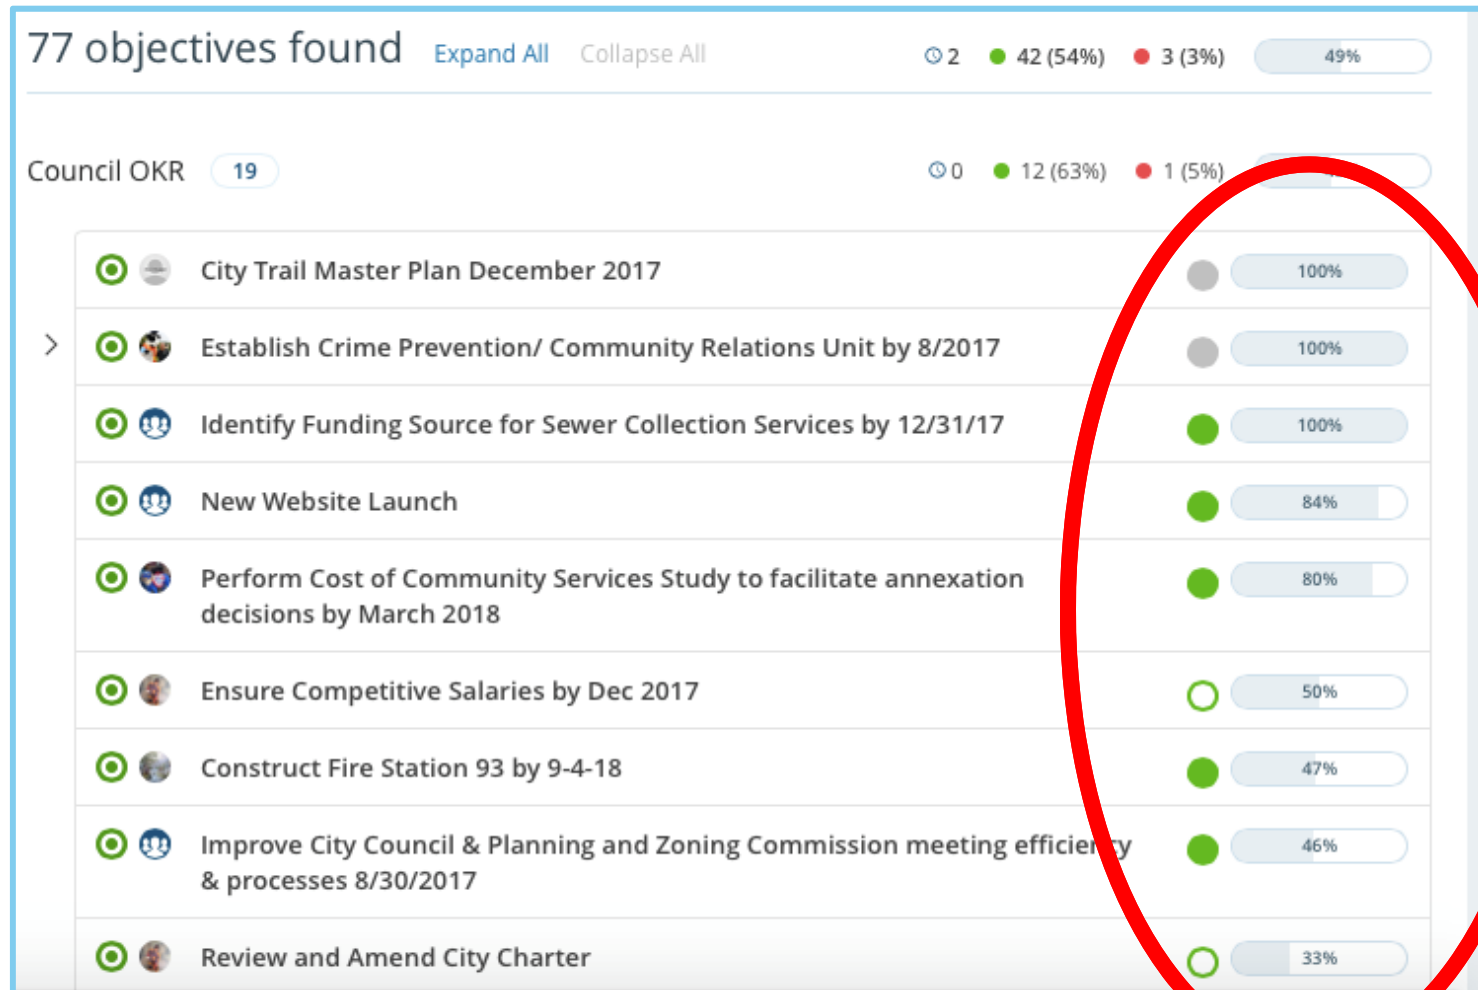 77 objectives found Expand All Collapse All 2 42 (54%) 3 (3%) 49%
Council OKR 19 0 12 (63%) 1 (5%)
City Trail Master Plan December 2017 100%
Establish Crime Prevention/ Community Relations Unit by 8/2017 100%
Identify Funding Source for Sewer Collection Services by 12/31/17 100%
New Website Launch 84%
Perform Cost of Community Services Study to facilitate annexation 80%
decisions by March 2018
Ensure Competitive Salaries by Dec 2017 50%
Construct Fire Station 93 by 9-4-18 47%
Improve City Council & Planning and Zoning Commission meeting efficiency 46%
& processes 8/30/2017
Review and Amend City Charter 33%